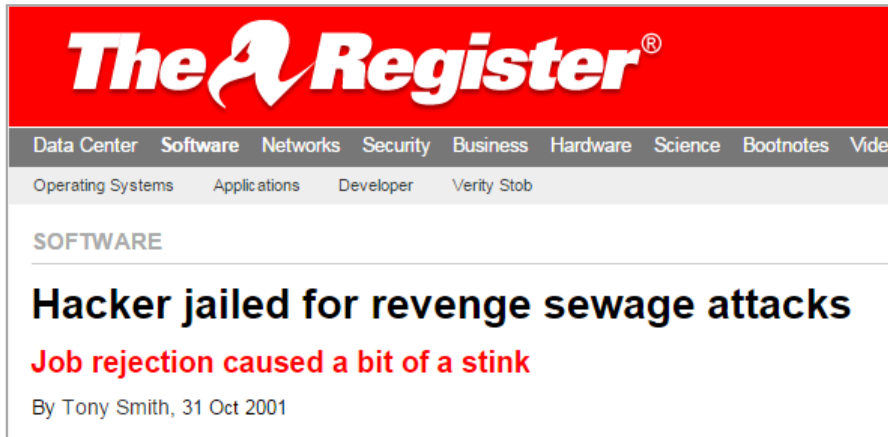 The Register®
Data Center Software Networks Security Business Hardware Science Bootnotes Vide
Operating Systems Applications Developer Verity Stob
SOFTWARE
Hacker jailed for revenge sewage attacks
Job rejection caused a bit of a stink
By Tony Smith, 31 Oct 2001